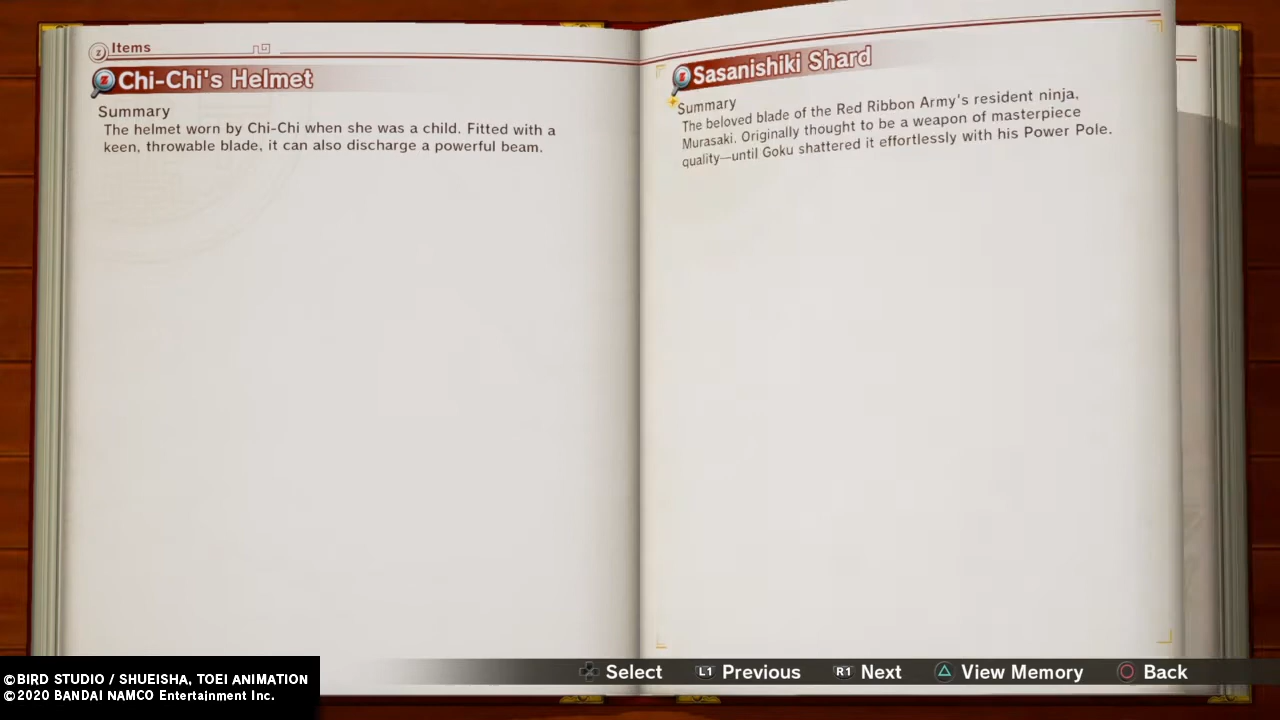 Items
Chi-Chi's Helmet
Summary
The helmet worn by Chi-Chi when she was a child. Fitted with a
keen, throwable blade, it can also discharge a powerful beam.
Sasanishiki Shard
Summary
The beloved blade of the Red Ribbon Army's resident ninja,
Murasaki. Originally thought to be a weapon of masterpiece
quality—until Goku shattered it effortlessly with his Power Pole.
Select L1 Previous R1 Next View Memory Back
©BIRD STUDIO / SHUEISHA, TOEI ANIMATION
©2020 BANDAI NAMCO Entertainment Inc.